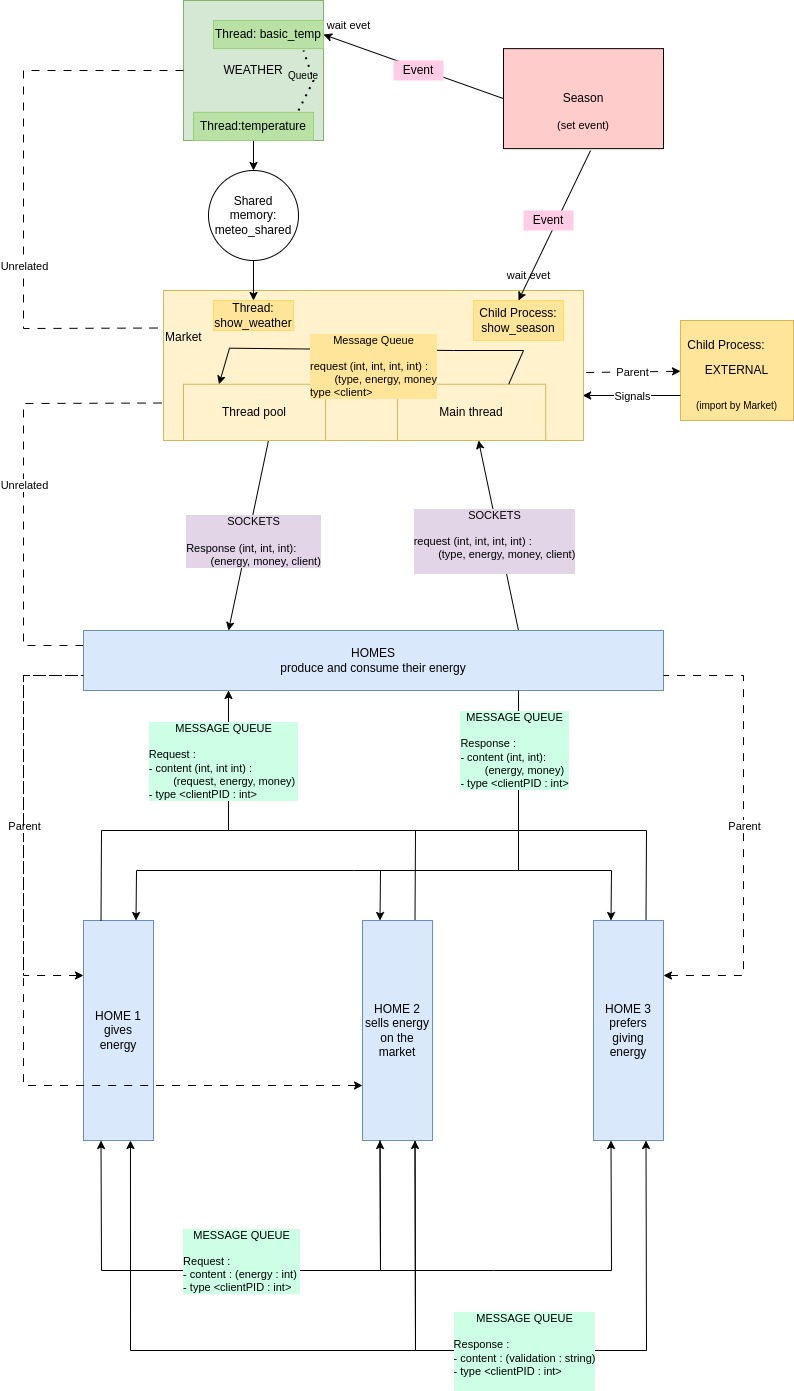 Thread: basic_temp
wait evet
WEATHER
Queue
Event
Season
(set event)
Thread:temperature
Shared
memory:
meteo_shared
Event
Unrelated
wait evet
Thread:
show_weather
Child Process:
show_season
Market
Message Queue
request (int, int, int, int) :
(type, energy, money
type <client>
Child Process:
EXTERNAL
(import by Market)
Parent
Signals
Thread pool
Main thread
Unrelated
SOCKETS
Response (int, int, int):
(energy, money, client)
SOCKETS
request (int, int, int, int) :
(type, energy, money, client)
HOMES
produce and consume their energy
MESSAGE QUEUE
Request :
- content (int, int int) :
(request, energy, money)
- type <clientPID : int>
MESSAGE QUEUE
Response :
- content (int, int):
(energy, money)
- type <clientPID : int>
Parent
Parent
HOME 1
gives
energy
HOME 2
sells energy
on the
market
HOME 3
prefers
giving
energy
MESSAGE QUEUE
Request :
- content : (energy : int)
- type <clientPID : int>
MESSAGE QUEUE
Response :
- content : (validation : string)
- type <clientPID : int>